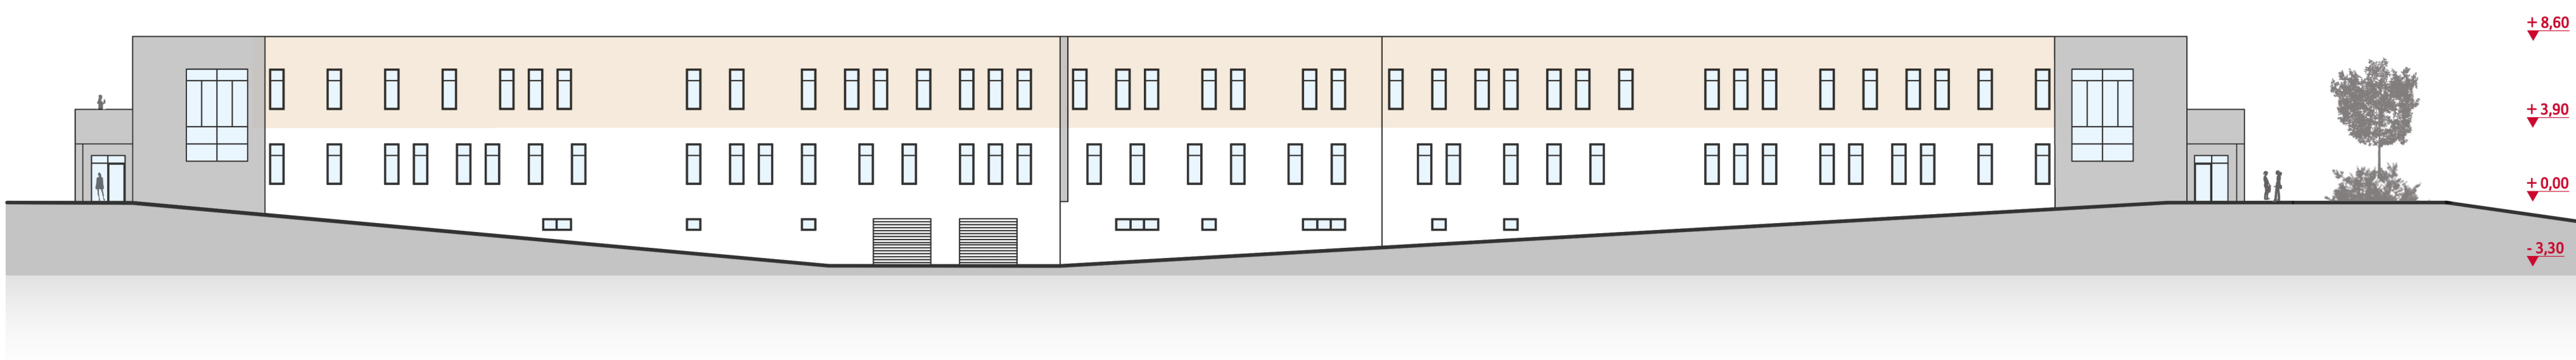 + 8,60
+ 3,90
+ 0,00
- 3,30